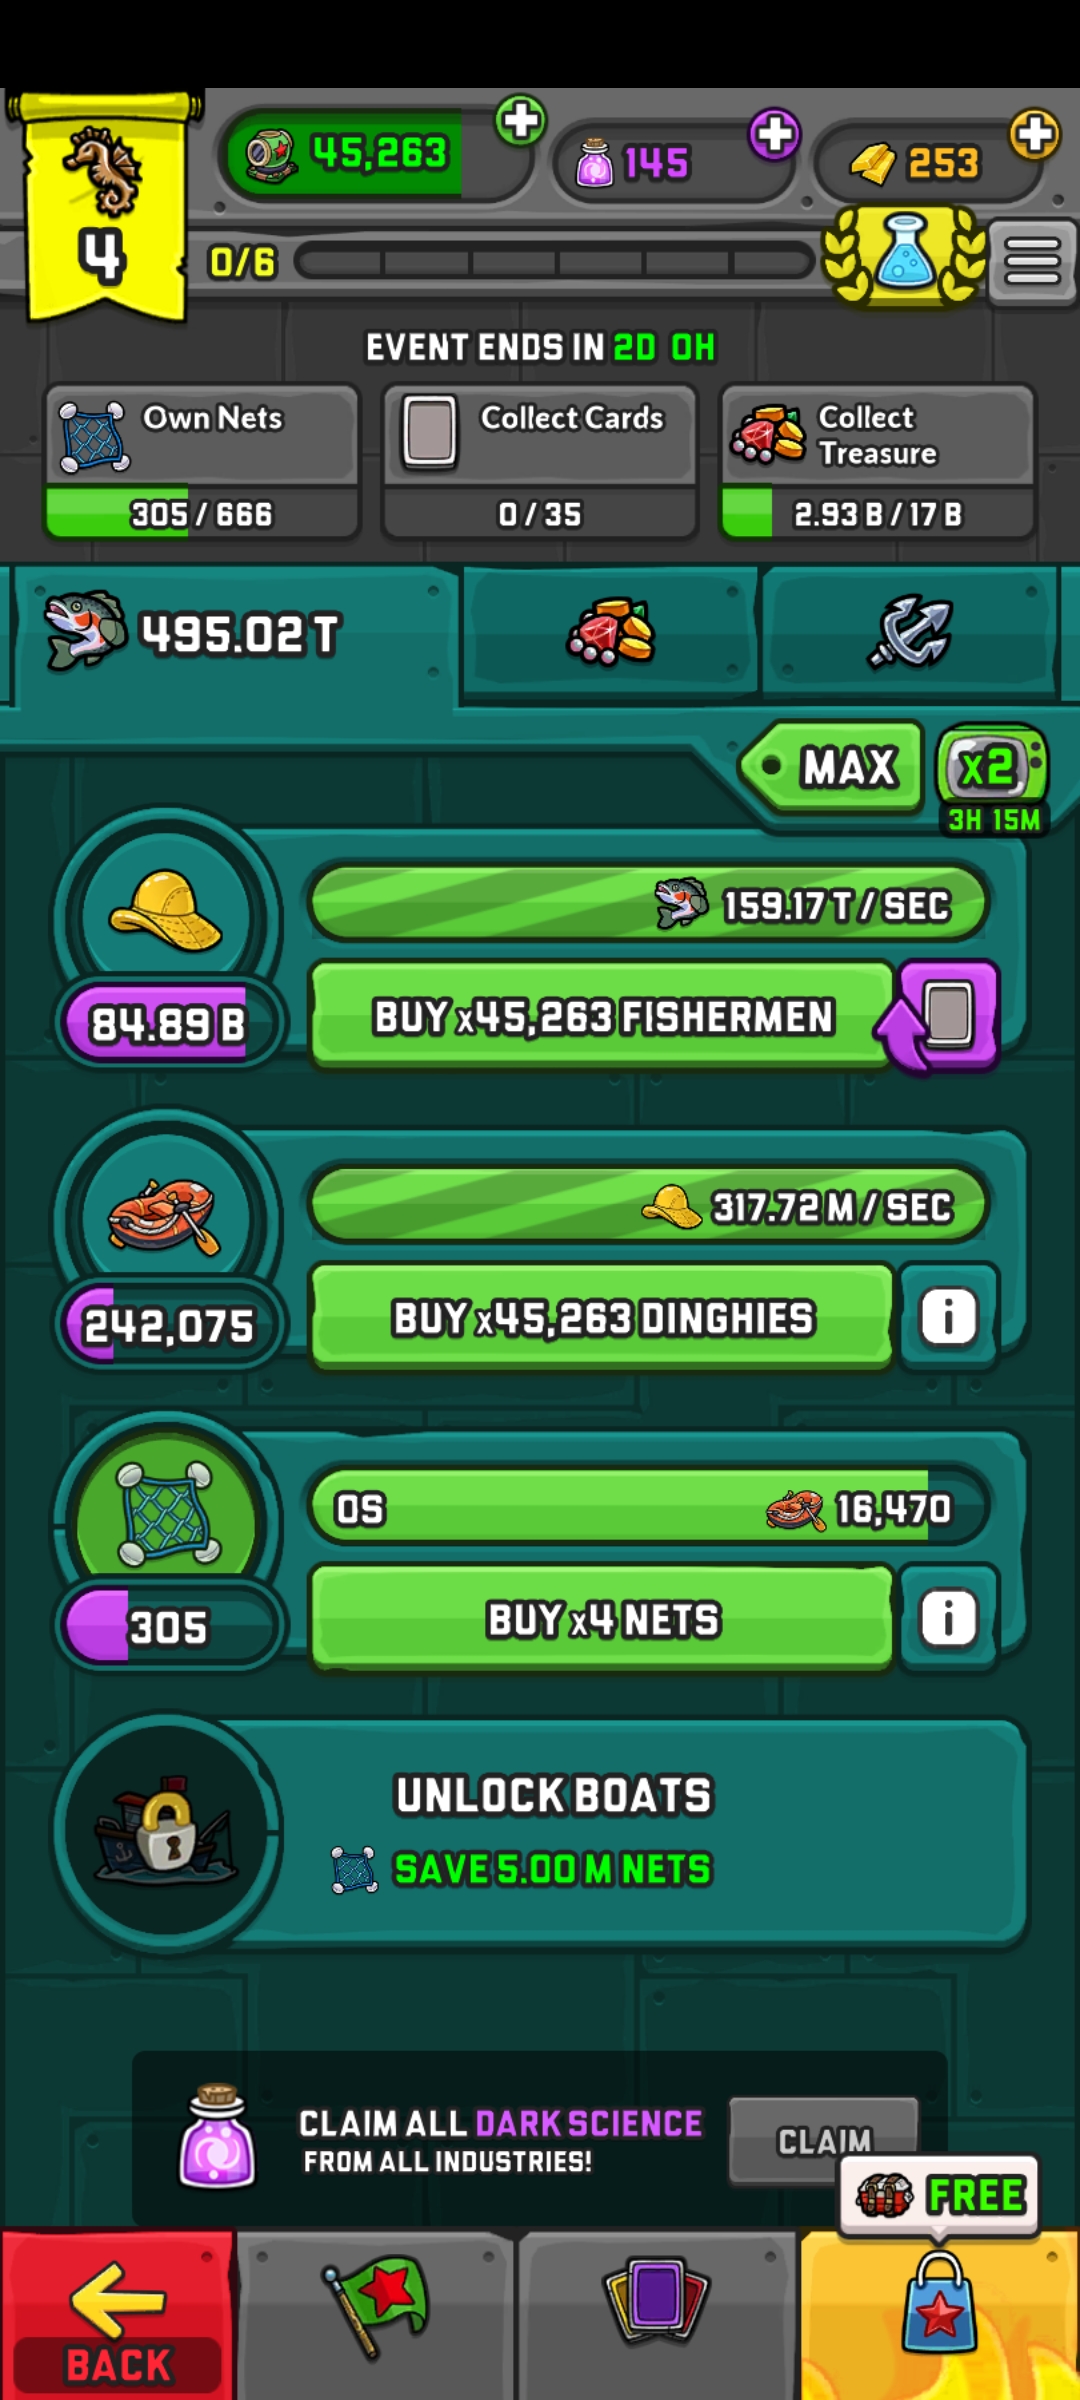 45,263
145
253
4
0/6
EVENT ENDS IN 2D 0H
Own Nets
305 / 666
Collect Cards
0 / 35
Collect
Treasure
2.93 B / 17 B
495.02 T
MAX
x2
3H 15M
159.17 T / SEC
84.89 B
BUY x45,263 FISHERMEN
317.72 M / SEC
242,075
BUY x45,263 DINGHIES
i
0S
16,470
305
BUY x4 NETS
i
UNLOCK BOATS
SAVE 5.00 M NETS
CLAIM ALL DARK SCIENCE
FROM ALL INDUSTRIES!
CLAIM
FREE
BACK